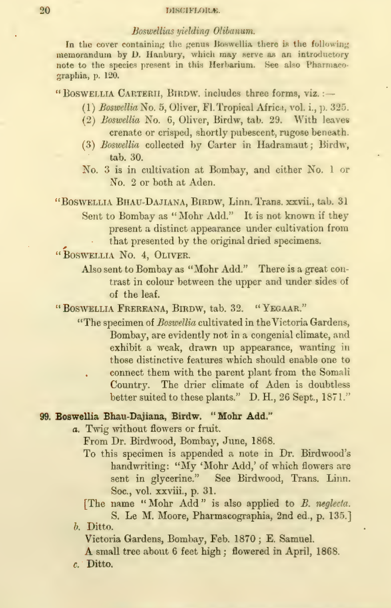 20 DISCIFLORÆ.
Boswellias yielding Olibanum.
In the cover containing the genus Boswellia there is the following
memorandum by D. Hanbury, which may serve as an introductory
note to the species present in this Herbarium. See also Pharmaco-
graphia, p. 120.
"BOSWELLIA CARTERII, BIRDW. includes three forms, viz. :—
(1) Boswellia No. 5, Oliver, Fl. Tropical Africa, vol. i., p. 325.
(2) Boswellia No. 6, Oliver, Birdw, tab. 29. With leaves
crenate or crisped, shortly pubescent, rugose beneath.
(3) Boswellia collected by Carter in Hadramaut; Birdw,
tab. 30.
No. 3 is in cultivation at Bombay, and either No. 1 or
No. 2 or both at Aden.
"BOSWELLIA BHAU-DAJIANA, BIRDW, Linn. Trans. xxvii., tab. 31
Sent to Bombay as "Mohr Add." It is not known if they
present a distinct appearance under cultivation from
that presented by the original dried specimens.
"BOSWELLIA No. 4, OLIVER.
Also sent to Bombay as "Mohr Add." There is a great con-
trast in colour between the upper and under sides of
of the leaf.
"BOSWELLIA FREREANA, BIRDW, tab. 32. "YEGAAR."
"The specimen of Boswellia cultivated in the Victoria Gardens,
Bombay, are evidently not in a congenial climate, and
exhibit a weak, drawn up appearance, wanting in
those distinctive features which should enable one to
connect them with the parent plant from the Somali
Country. The drier climate of Aden is doubtless
better suited to these plants." D. H., 26 Sept., 1871."
99. Boswellia Bhau-Dajiana, Birdw. "Mohr Add."
a. Twig without flowers or fruit.
From Dr. Birdwood, Bombay, June, 1868.
To this specimen is appended a note in Dr. Birdwood's
handwriting: "My 'Mohr Add,' of which flowers are
sent in glycerine." See Birdwood, Trans. Linn.
Soc., vol. xxviii., p. 31.
[The name "Mohr Add" is also applied to B. neglecta.
S. Le M. Moore, Pharmacographia, 2nd ed., p. 135.]
b. Ditto.
Victoria Gardens, Bombay, Feb. 1870; E. Samuel.
A small tree about 6 feet high; flowered in April, 1868.
c. Ditto.